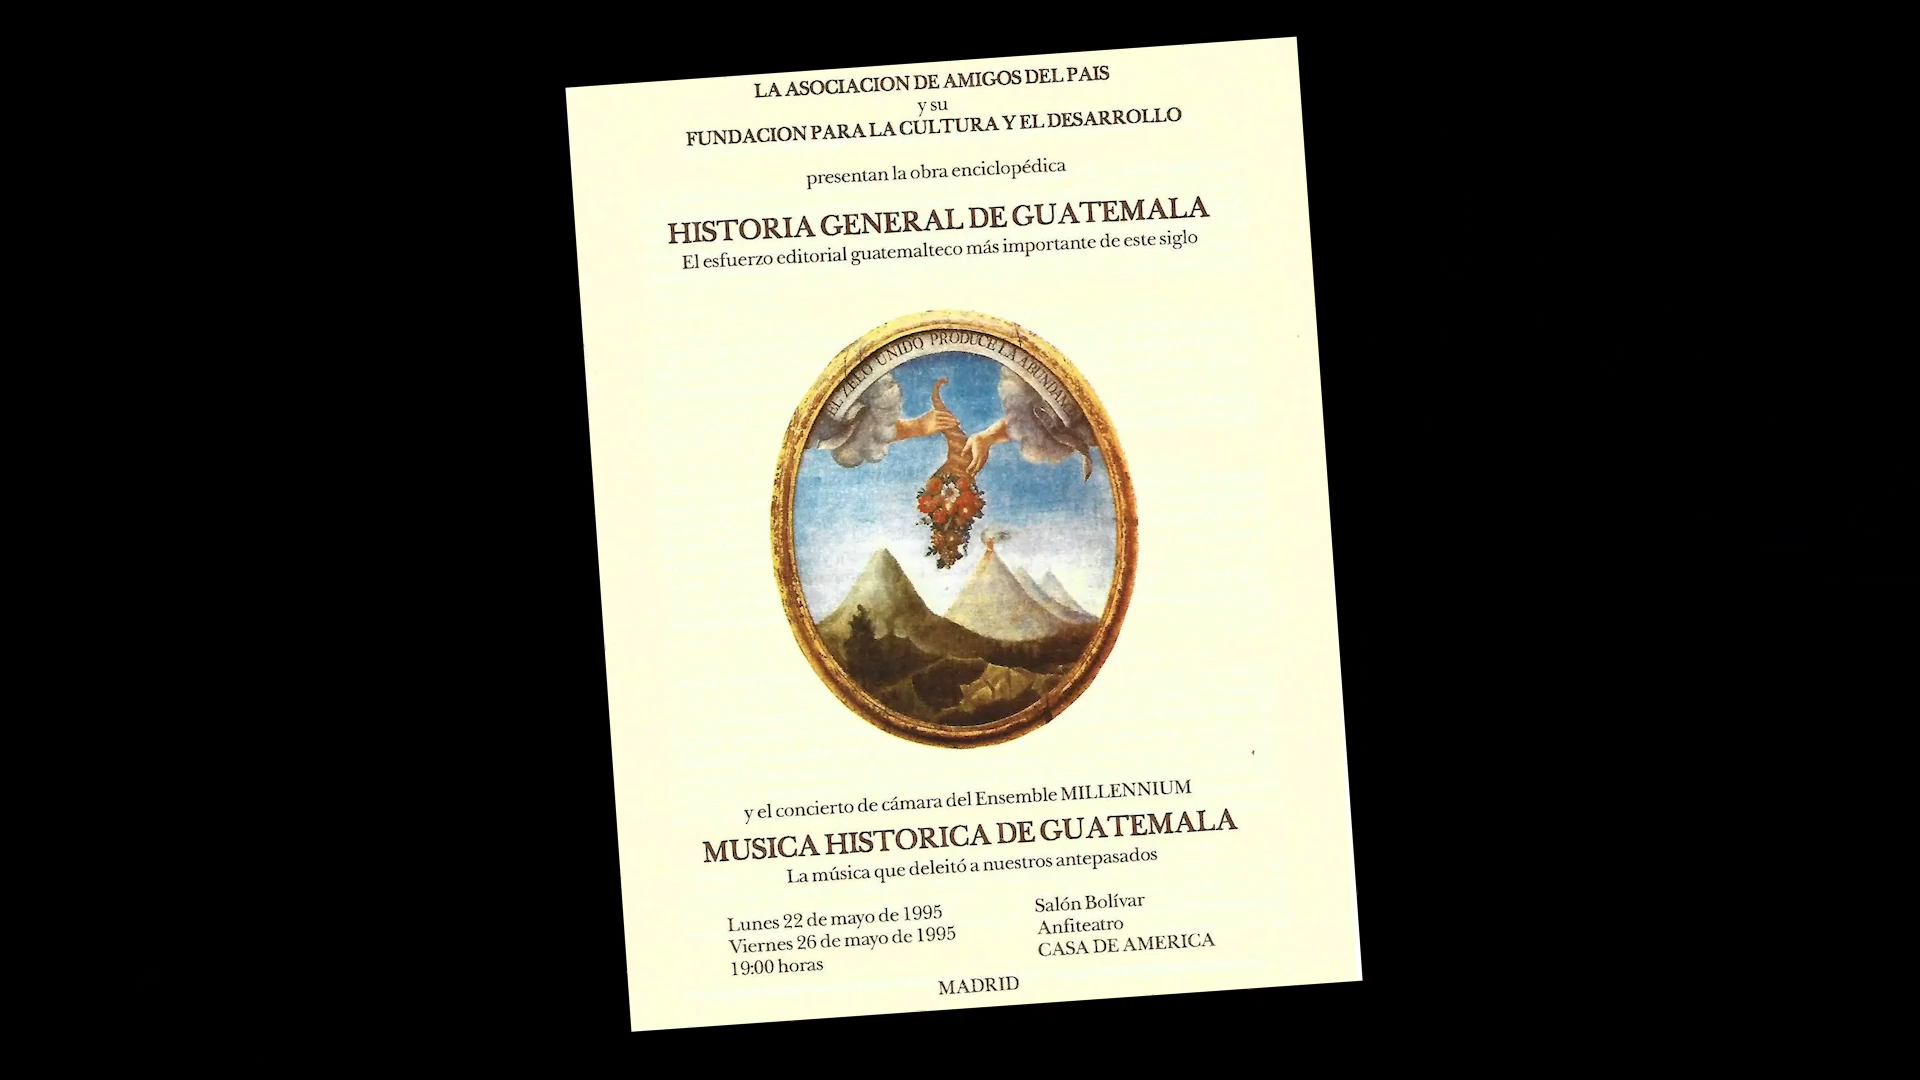 LA ASOCIACION DE AMIGOS DEL PAIS
y su
FUNDACION PARA LA CULTURA Y EL DESARROLLO
presentan la obra enciclopédica
HISTORIA GENERAL DE GUATEMALA
El esfuerzo editorial guatemalteco más importante de este siglo
EL ZELO UNIDO PRODUCE LA ABUNDANCIA
y el concierto de cámara del Ensemble MILLENNIUM
MUSICA HISTORICA DE GUATEMALA
La música que deleitó a nuestros antepasados
Lunes 22 de mayo de 1995
Viernes 26 de mayo de 1995
19:00 horas
Salón Bolívar
Anfiteatro
CASA DE AMERICA
MADRID